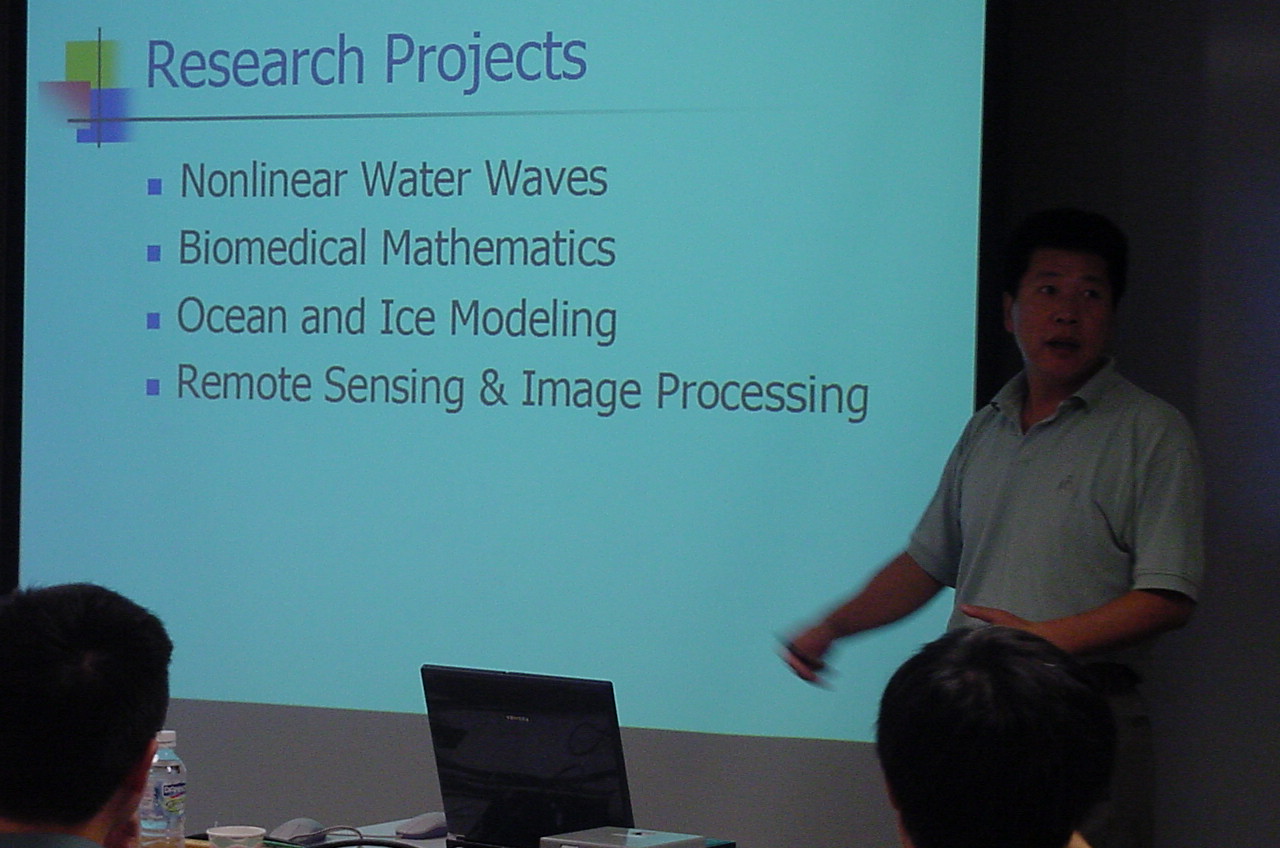 Research Projects
Nonlinear Water Waves
Biomedical Mathematics
Ocean and Ice Modeling
Remote Sensing & Image Processing